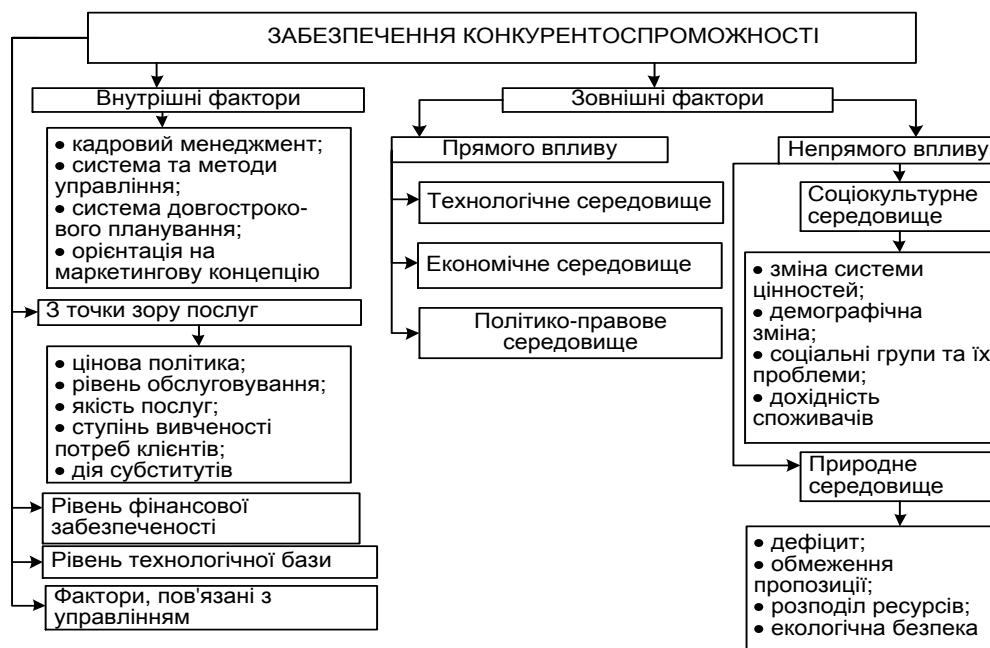 ЗАБЕЗПЕЧЕННЯ КОНКУРЕНТОСПРОМОЖНОСТІ
Внутрішні фактори
• кадровий менеджмент;
• система та методи
управління;
• система довгостроко-
вого планування;
• орієнтація на
маркетингову концепцію
З точки зору послуг
• цінова політика;
• рівень обслуговування;
• якість послуг;
• ступінь вивченості
потреб клієнтів;
• дія субститутів
Рівень фінансової
забезпеченості
Рівень технологічної бази
Фактори, пов'язані з
управлінням
Зовнішні фактори
Прямого впливу
Технологічне середовище
Економічне середовище
Політико-правове
середовище
Непрямого впливу
Соціокультурне
середовище
• зміна системи
цінностей;
• демографічна
зміна;
• соціальні групи та їх
проблеми;
• дохідність
споживачів
Природне
середовище
• дефіцит;
• обмеження
пропозиції;
• розподіл ресурсів;
• екологічна безпека